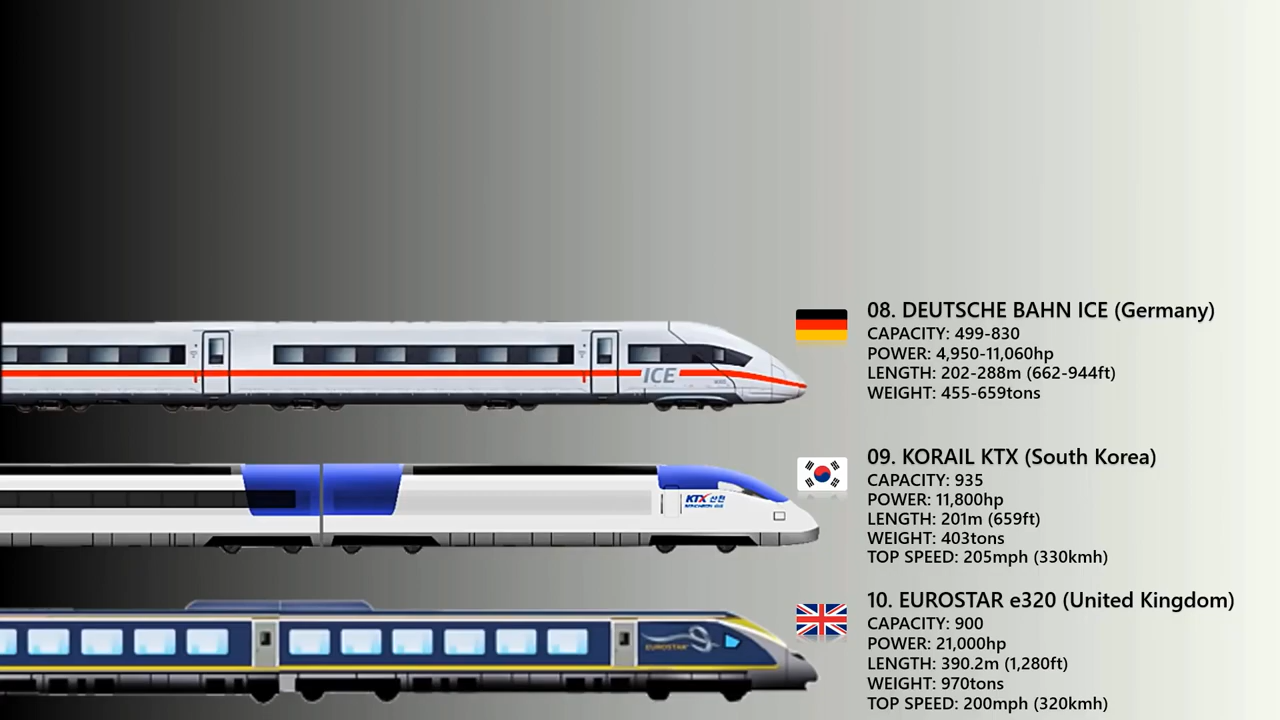 08. DEUTSCHE BAHN ICE (Germany)
CAPACITY: 499-830
POWER: 4,950-11,060hp
LENGTH: 202-288m (662-944ft)
WEIGHT: 455-659tons
ICE
09. KORAIL KTX (South Korea)
CAPACITY: 935
POWER: 11,800hp
LENGTH: 201m (659ft)
WEIGHT: 403tons
TOP SPEED: 205mph (330kmh)
KTX 산천
10. EUROSTAR e320 (United Kingdom)
CAPACITY: 900
POWER: 21,000hp
LENGTH: 390.2m (1,280ft)
WEIGHT: 970tons
TOP SPEED: 200mph (320kmh)
EUROSTAR